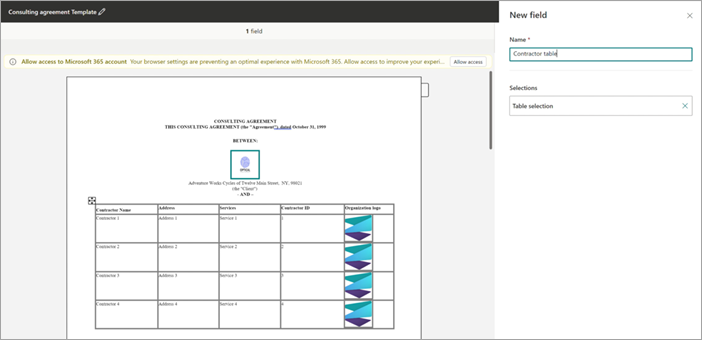 Consulting agreement Template
New field
1 field
Name *
Contractor table
Allow access to Microsoft 365 account Your browser settings are preventing an optimal experience with Microsoft 365. Allow access to improve your experi... Allow access
Selections
Table selection
CONSULTING AGREEMENT
THIS CONSULTING AGREEMENT (the "Agreement") dated October 31, 1999
BETWEEN:
Adventure Works Cycles of Twelve Main Street, NY, 90021
(the "Client")
- AND -
Contractor Name Address Services Contractor ID Organization logo
Contractor 1 Address 1 Service 1 1
Contractor 2 Address 2 Service 2 2
Contractor 3 Address 3 Service 3 3
Contractor 4 Address 4 Service 4 4